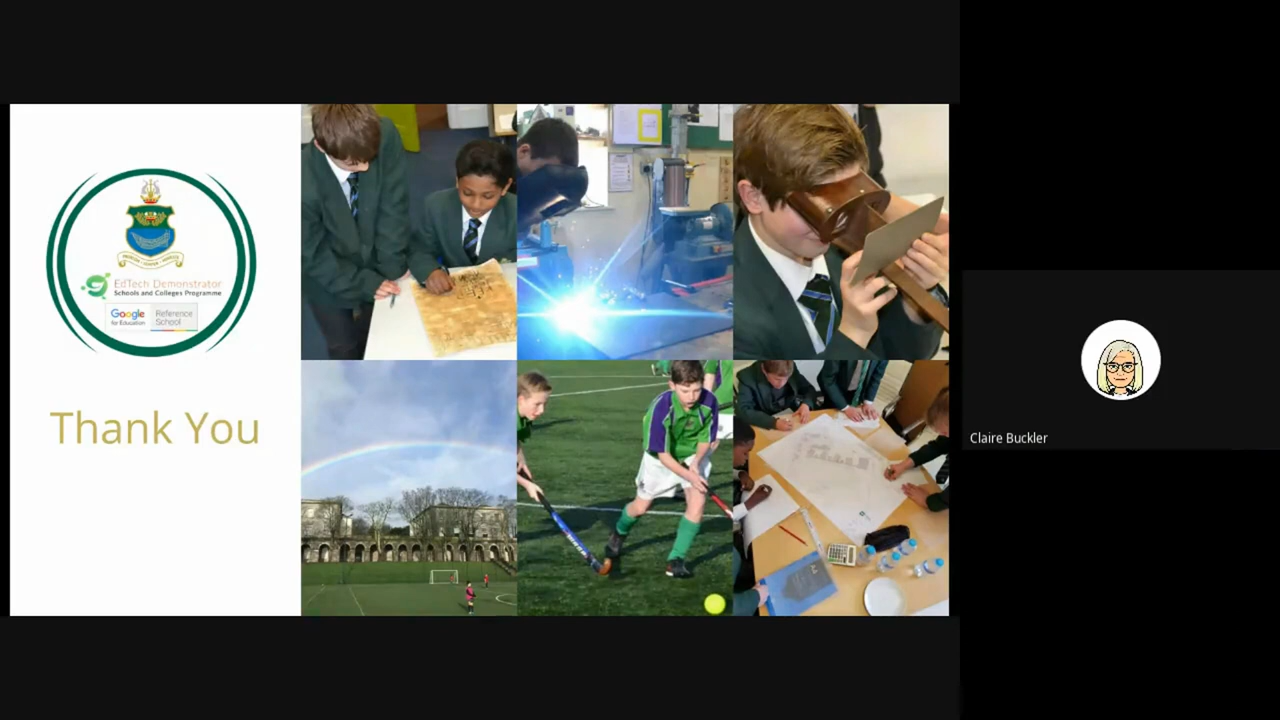 EdTech Demonstrator
Schools and Colleges Programme
Google
for Education
Reference
School
Thank You
Claire Buckler